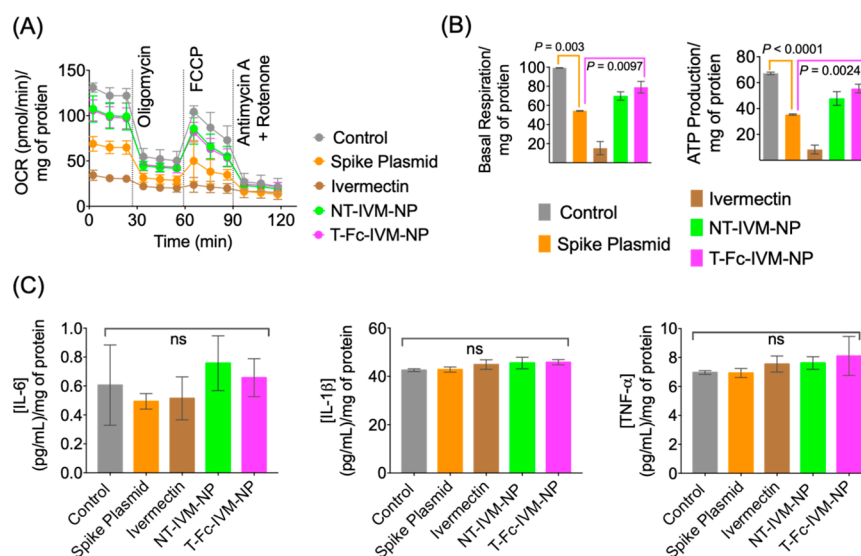 (A)
OCR (pmol/min)/
mg of protien
150
100
50
0
0
30
60
90
120
Time (min)
Oligomycin
FCCP
Antimycin A
+ Rotenone
Control
Spike Plasmid
Ivermectin
NT-IVM-NP
T-Fc-IVM-NP
(B)
Basal Respiration/
mg of protien
100
80
60
40
20
P = 0.003
P = 0.0097
ATP Production/
mg of protien
80
60
40
20
P < 0.0001
P = 0.0024
Control
Spike Plasmid
Ivermectin
NT-IVM-NP
T-Fc-IVM-NP
(C)
[IL-6]
(pg/mL)/mg of protein
1.0
0.8
0.6
0.4
0.2
0.0
ns
Control
Spike Plasmid
Ivermectin
NT-IVM-NP
T-Fc-IVM-NP
[IL-1β]
(pg/mL)/mg of protein
60
40
20
0
ns
Control
Spike Plasmid
Ivermectin
NT-IVM-NP
T-Fc-IVM-NP
[TNF-α]
(pg/mL)/mg of protein
10
8
6
4
2
0
ns
Control
Spike Plasmid
Ivermectin
NT-IVM-NP
T-Fc-IVM-NP